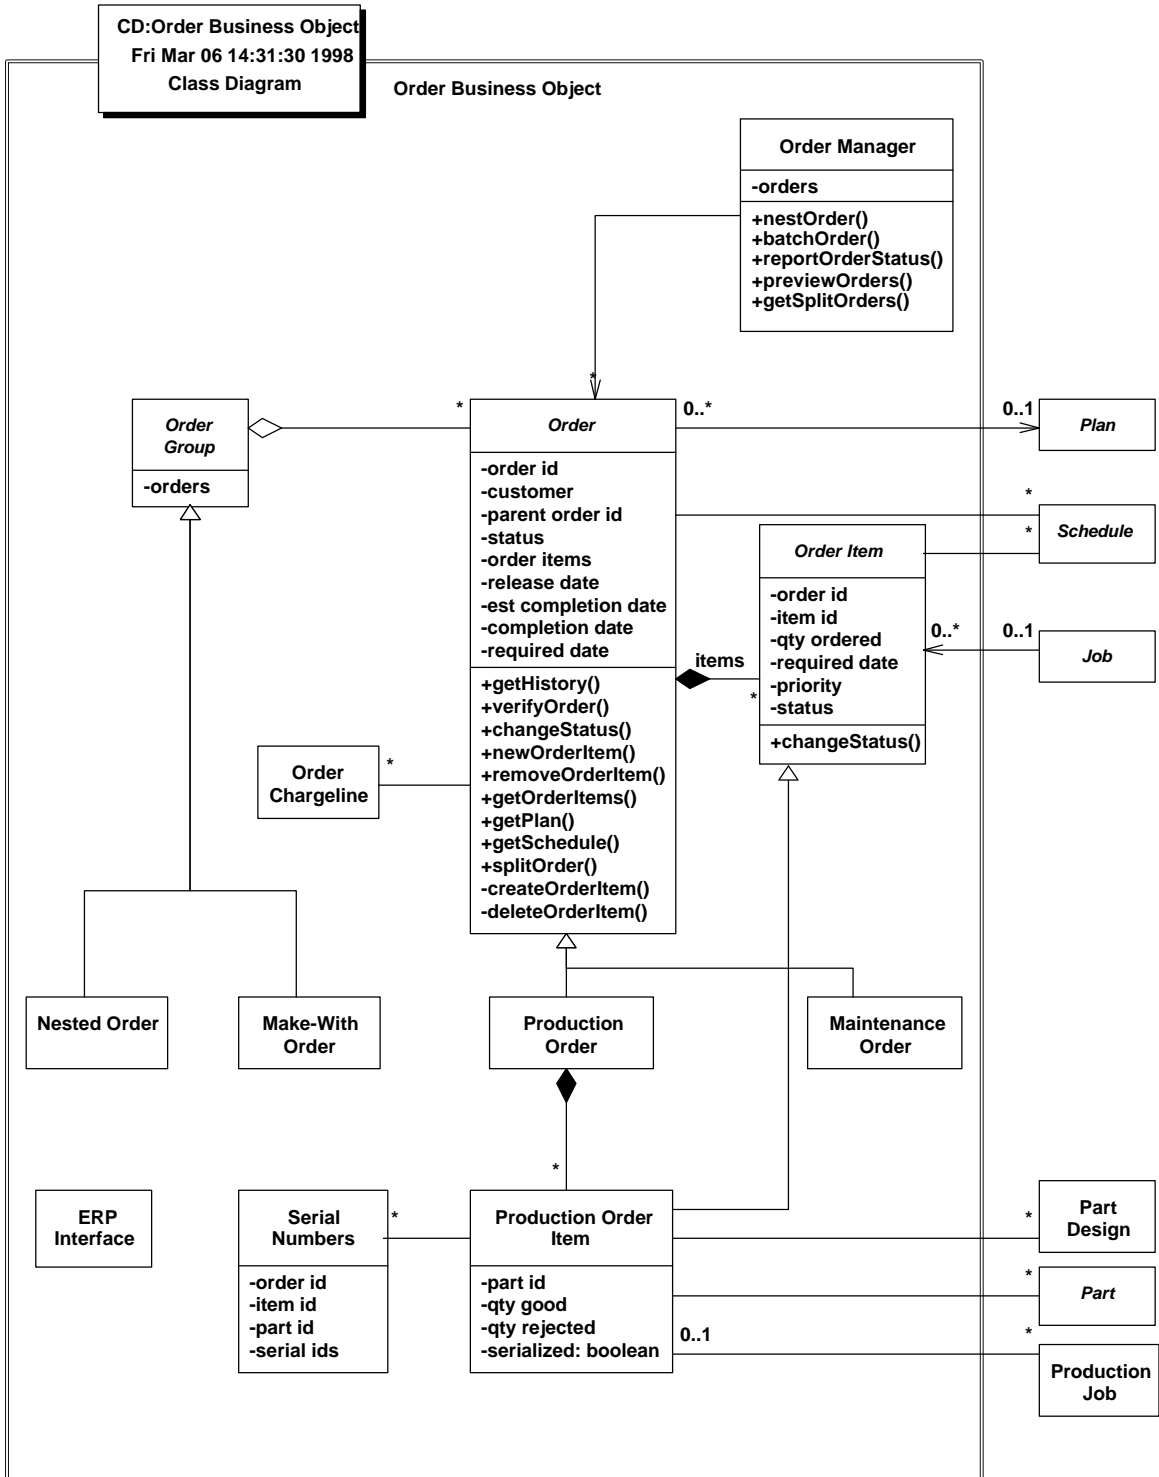 CD:Order Business Object
Fri Mar 06 14:31:30 1998
Class Diagram
Order Business Object
Order Manager
-orders
+nestOrder()
+batchOrder()
+reportOrderStatus()
+previewOrders()
+getSplitOrders()
*
Order
Group
-orders
*
Order
0..*
0..1
Plan
-order id
-customer
-parent order id
-status
-order items
-release date
-est completion date
-completion date
-required date
+getHistory()
+verifyOrder()
+changeStatus()
+newOrderItem()
+removeOrderItem()
+getOrderItems()
+getPlan()
+getSchedule()
+splitOrder()
-createOrderItem()
-deleteOrderItem()
*
*
Schedule
Order Item
-order id
-item id
-qty ordered
-required date
-priority
-status
+changeStatus()
0..*
0..1
Job
items
*
Order
Chargeline
*
Nested Order
Make-With
Order
Production
Order
Maintenance
Order
*
ERP
Interface
Serial
Numbers
-order id
-item id
-part id
-serial ids
*
Production Order
Item
-part id
-qty good
-qty rejected
-serialized: boolean
*
Part
Design
*
Part
0..1
*
Production
Job